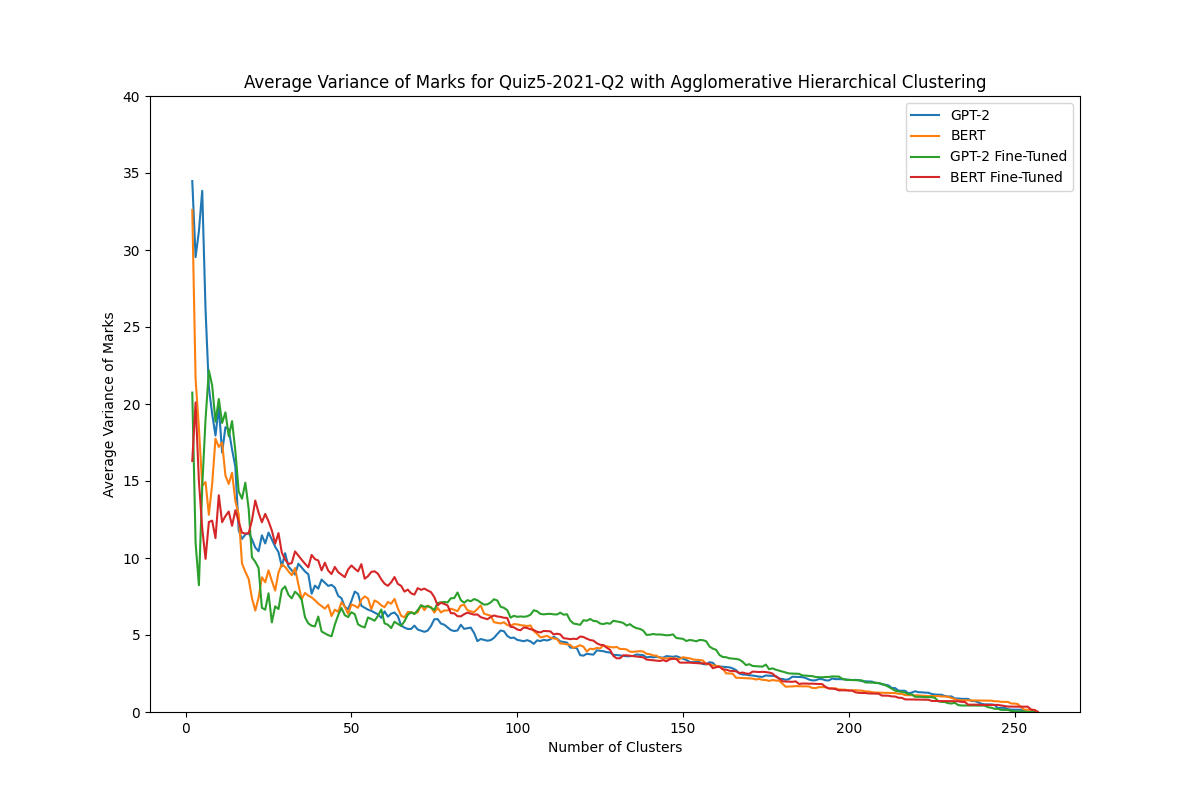 Average Variance of Marks for Quiz5-2021-Q2 with Agglomerative Hierarchical Clustering
40
35
30
25
20
15
10
5
0
Average Variance of Marks
GPT-2
BERT
GPT-2 Fine-Tuned
BERT Fine-Tuned
0 50 100 150 200 250
Number of Clusters